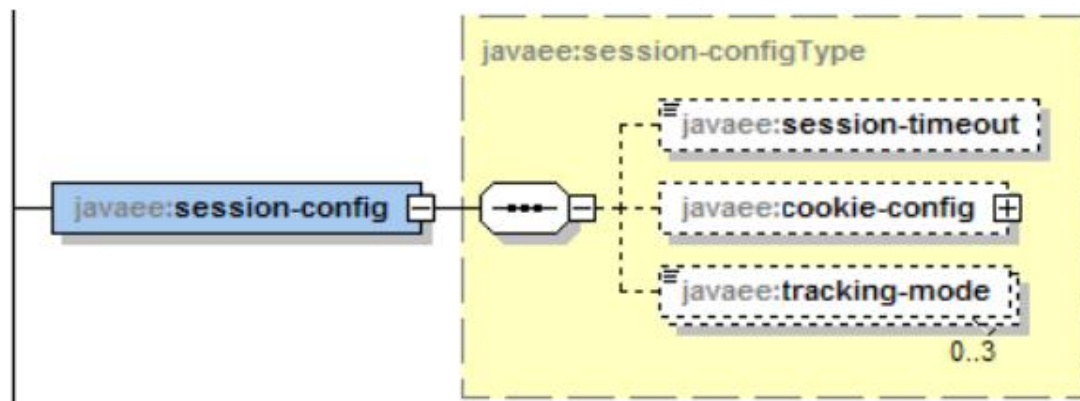 javaee:session-configType
javaee:session-timeout
javaee:session-config
javaee:cookie-config
javaee:tracking-mode
0..3